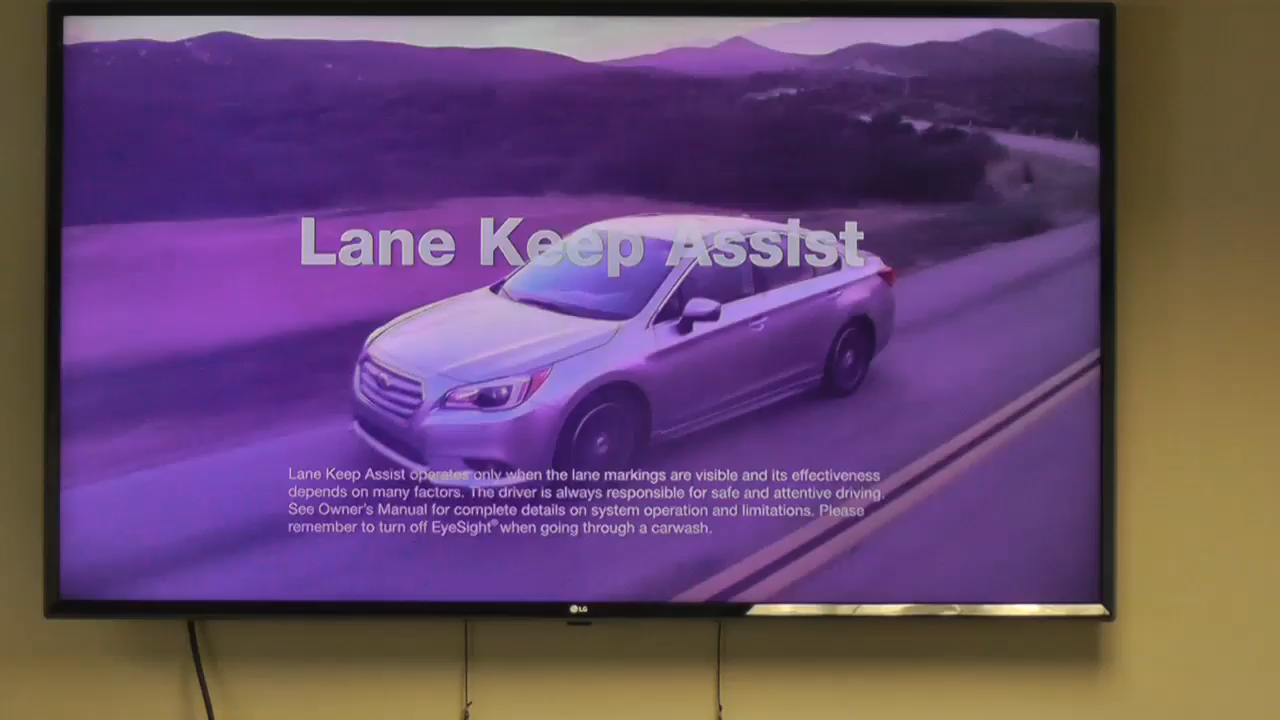 Lane Keep Assist
Lane Keep Assist operates only when the lane markings are visible and its effectiveness
depends on many factors. The driver is always responsible for safe and attentive driving.
See Owner's Manual for complete details on system operation and limitations. Please
remember to turn off EyeSight® when going through a carwash.
LG